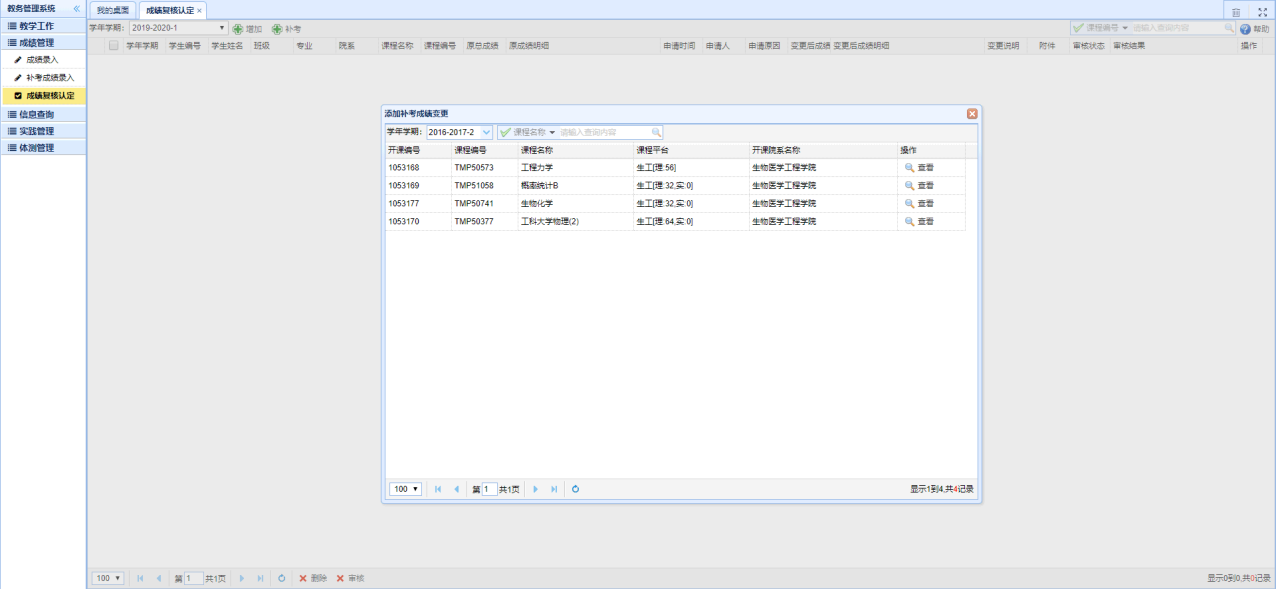 教务管理系统
教学工作
成绩管理
成绩录入
补考成绩录入
成绩复核认定
信息查询
实践管理
体测管理
我的桌面 成绩复核认定 ×
学年学期: 2019-2020-1 增加 补考 课程编号 请输入查询内容 帮助
学年学期 学生编号 学生姓名 班级 专业 院系 课程名称 课程编号 原总成绩 原成绩明细 申请时间 申请人 申请原因 变更后成绩 变更后成绩明细 变更说明 附件 审核状态 审核结果 操作
添加补考成绩变更
学年学期: 2016-2017-2 课程名称 请输入查询内容
开课编号 课程编号 课程名称 课程平台 开课院系名称 操作
1053168 TMP50573 工程力学 生工[理:56] 生物医学工程学院 查看
1053169 TMP51058 概率统计B 生工[理:32,实:0] 生物医学工程学院 查看
1053177 TMP50741 生物化学 生工[理:32,实:0] 生物医学工程学院 查看
1053170 TMP50377 工科大学物理(2) 生工[理:64,实:0] 生物医学工程学院 查看
100 第 1 共1页 显示1到4,共4记录
100 第 1 共1页 删除 审核 显示0到0,共0记录